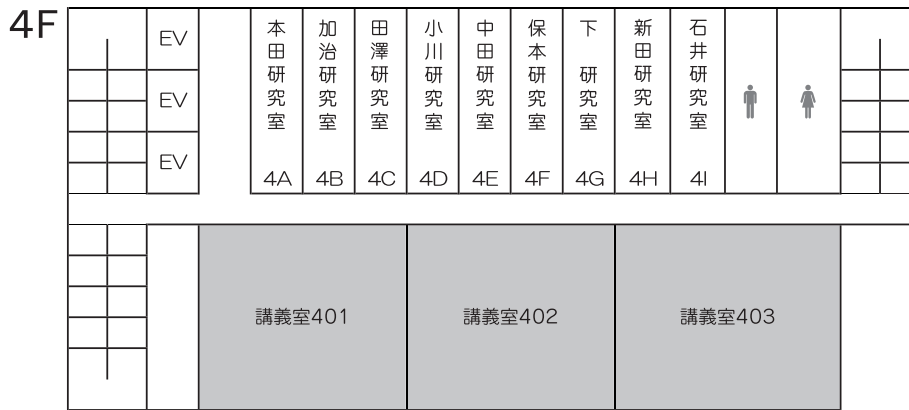 4F
EV
EV
EV
本田研究室
4A
加治研究室
4B
田澤研究室
4C
小川研究室
4D
中田研究室
4E
保本研究室
4F
下 研究室
4G
新田研究室
4H
石井研究室
4I
講義室401
講義室402
講義室403